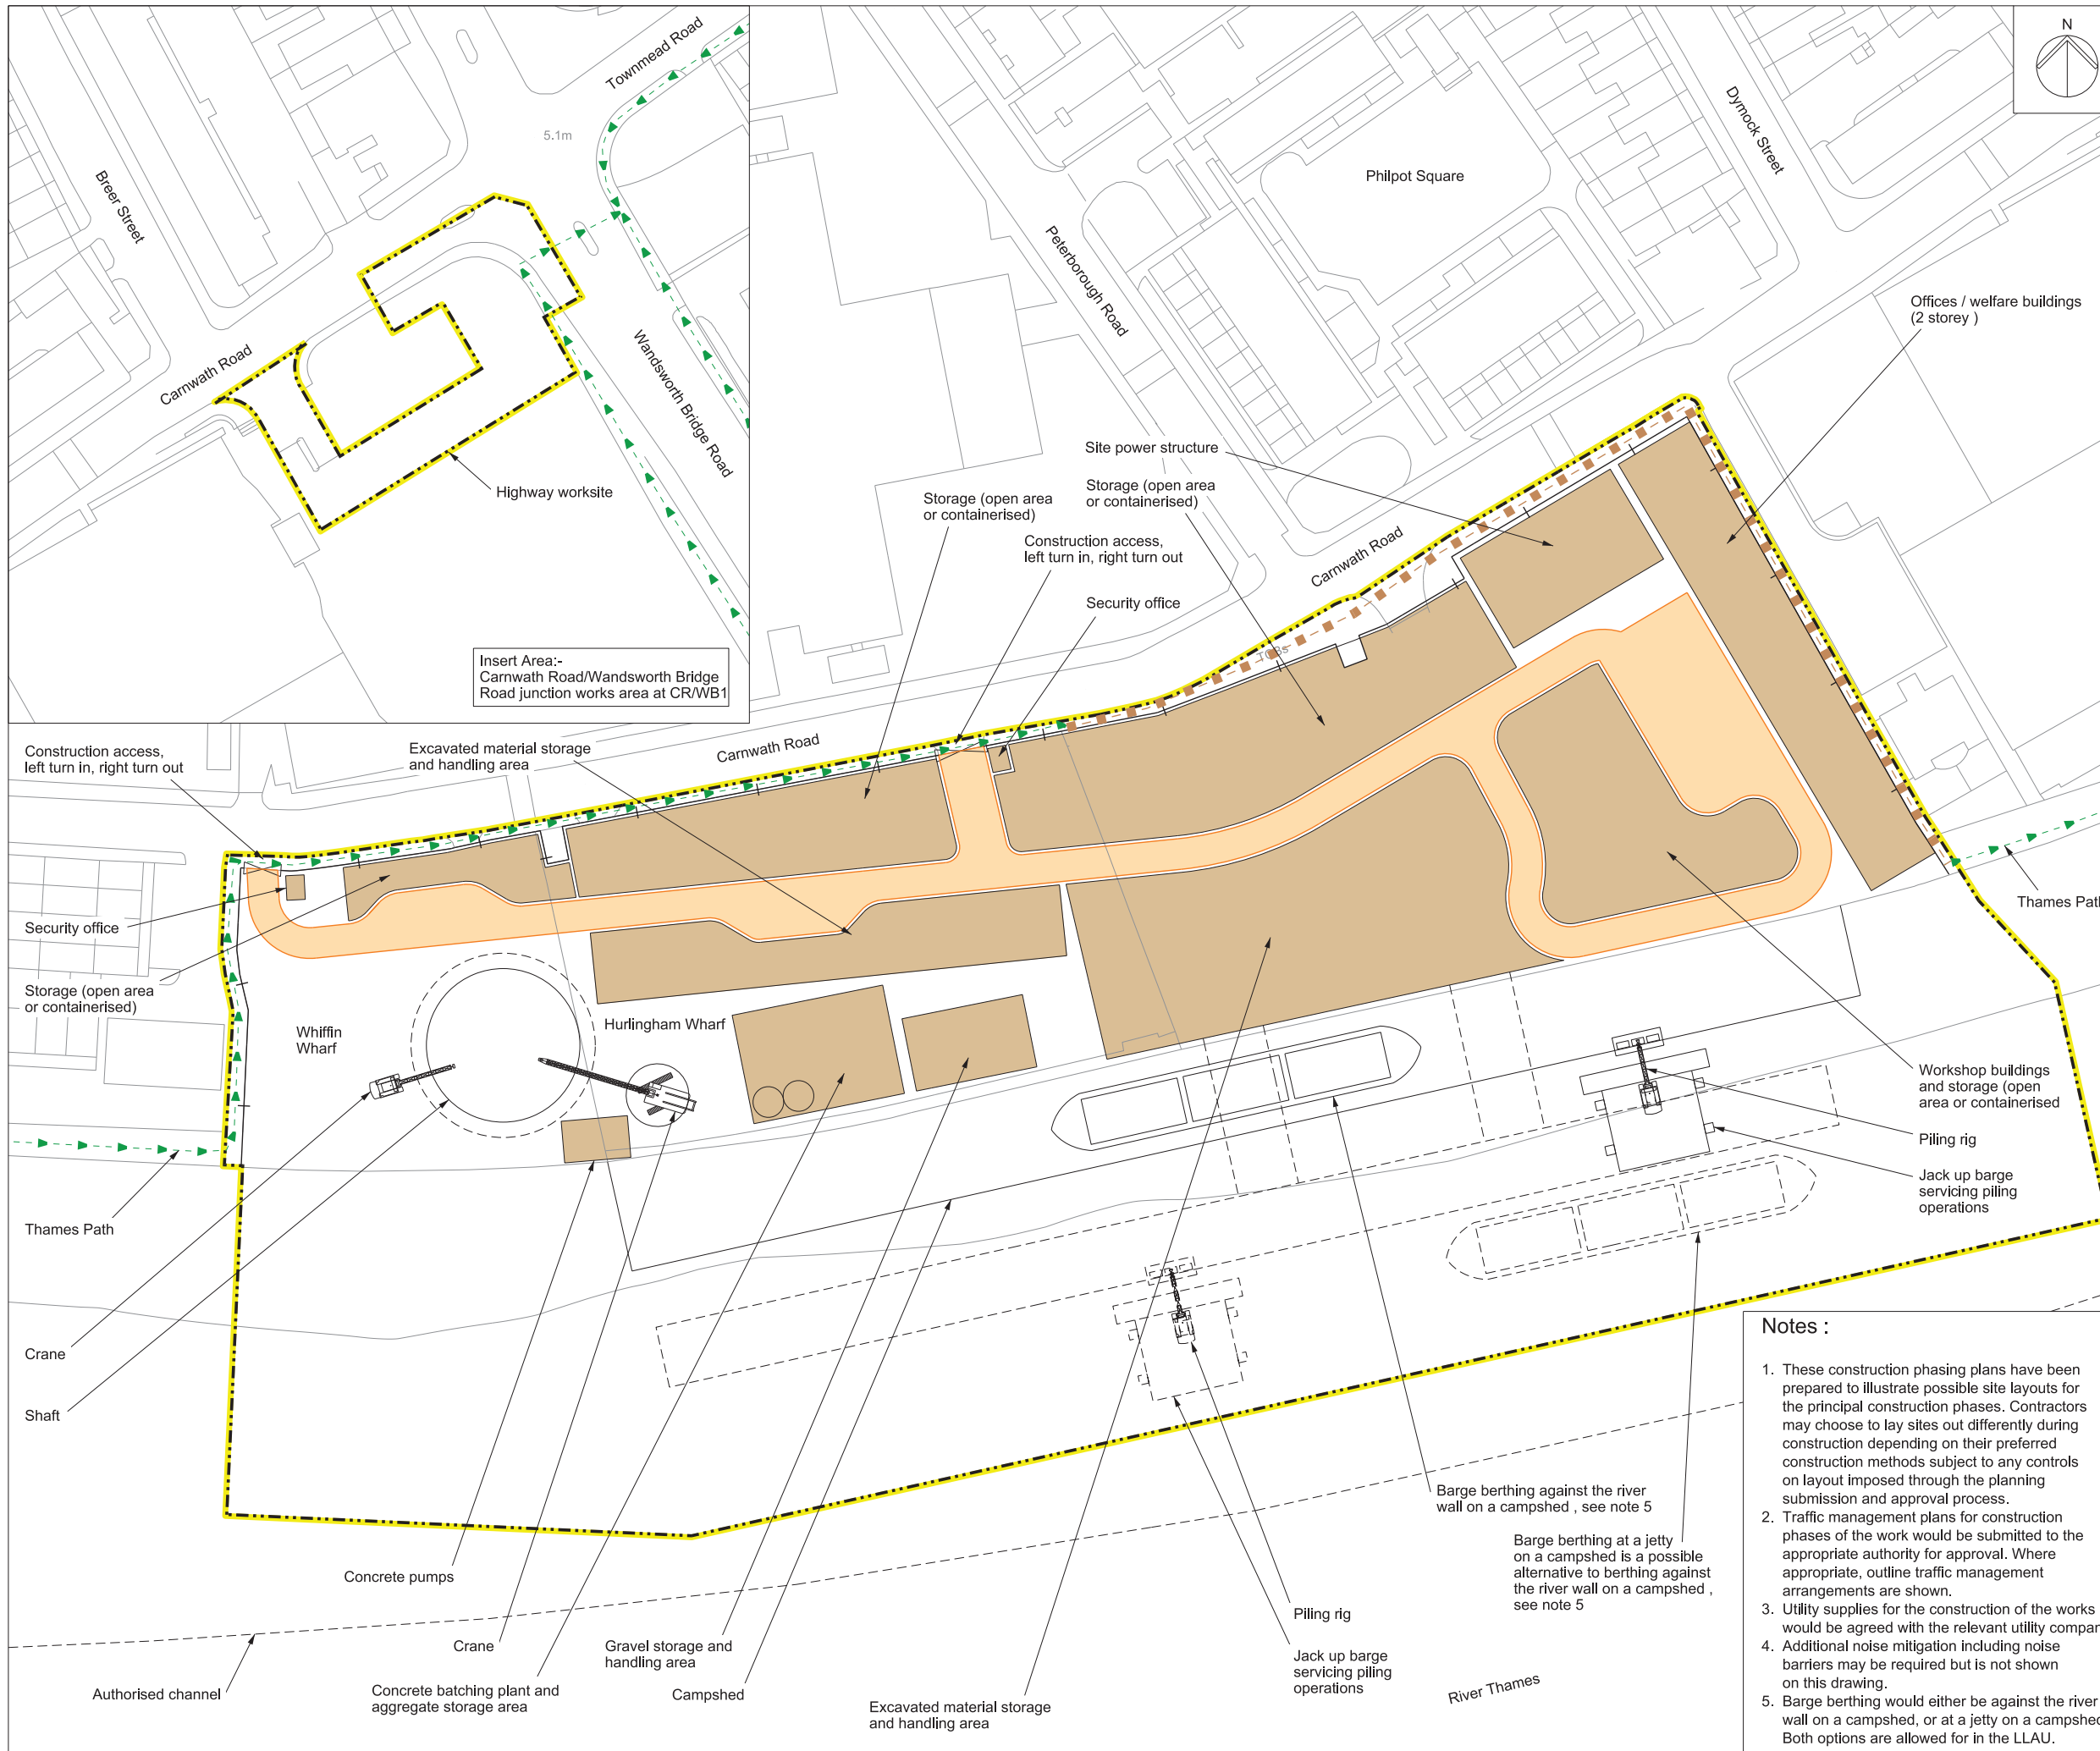 N
Townmead Road
5.1m
Breer Street
Carnwath Road
Wandsworth Bridge Road
Highway worksite
Insert Area:-
Carnwath Road/Wandsworth Bridge
Road junction works area at CR/WB1
Philpot Square
Dymock Street
Peterborough Road
Offices / welfare buildings
(2 storey )
Site power structure
Storage (open area
or containerised)
Storage (open area
or containerised)
Construction access,
left turn in, right turn out
Security office
Carnwath Road
TCBs
Carnwath Road
Construction access,
left turn in, right turn out
Excavated material storage
and handling area
Security office
Storage (open area
or containerised)
Thames Path
Whiffin
Wharf
Hurlingham Wharf
Workshop buildings
and storage (open
area or containerised
Piling rig
Jack up barge
servicing piling
operations
Thames Path
Crane
Shaft
Barge berthing against the river
wall on a campshed , see note 5
Barge berthing at a jetty
on a campshed is a possible
alternative to berthing against
the river wall on a campshed ,
see note 5
Concrete pumps
Piling rig
Crane
Gravel storage and
handling area
Jack up barge
servicing piling
operations
Authorised channel
Concrete batching plant and
aggregate storage area
Campshed
Excavated material storage
and handling area
River Thames
Notes :
1. These construction phasing plans have been
prepared to illustrate possible site layouts for
the principal construction phases. Contractors
may choose to lay sites out differently during
construction depending on their preferred
construction methods subject to any controls
on layout imposed through the planning
submission and approval process.
2. Traffic management plans for construction
phases of the work would be submitted to the
appropriate authority for approval. Where
appropriate, outline traffic management
arrangements are shown.
3. Utility supplies for the construction of the works
would be agreed with the relevant utility compan
4. Additional noise mitigation including noise
barriers may be required but is not shown
on this drawing.
5. Barge berthing would either be against the river
wall on a campshed, or at a jetty on a campshed
Both options are allowed for in the LLAU.